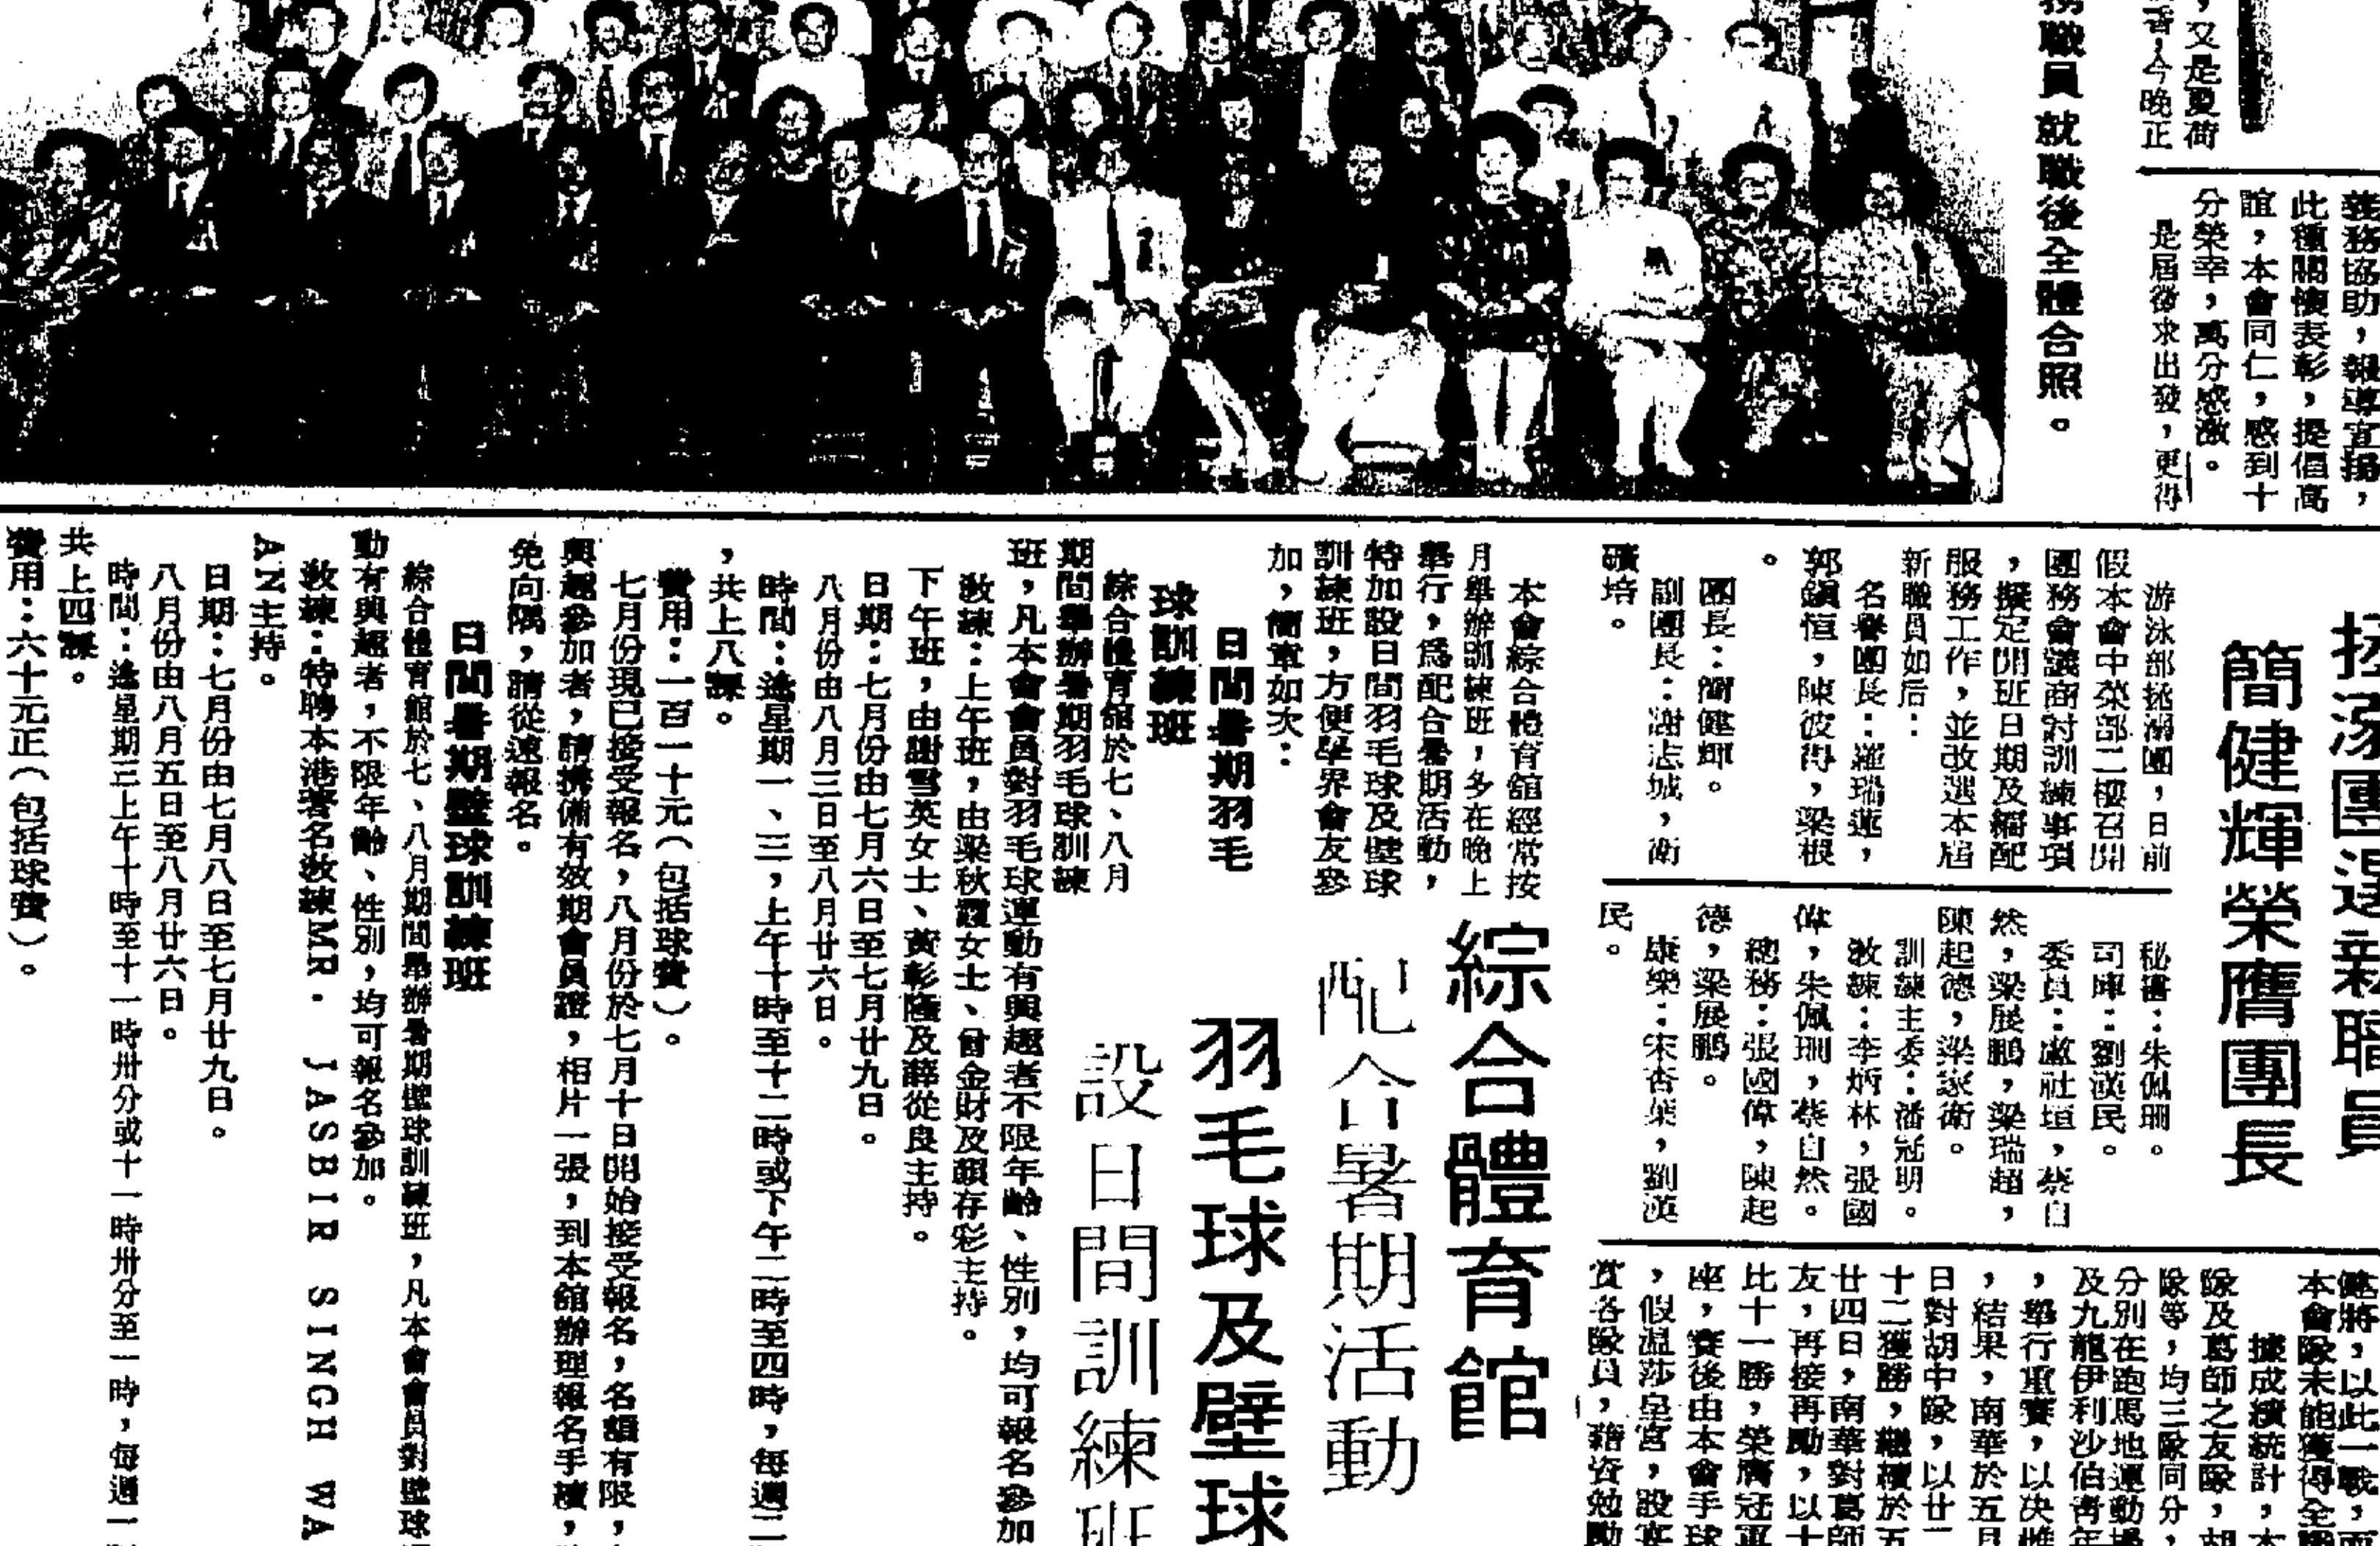 務職員就職後全體合照。
，又是夏荷
者，今晚正
義務協助，報導宣揚，
此種關懷表彰，提倡高
誼，本會同仁，感到十
分榮幸，萬分感激。
是屆徵求出發，更得
拯溺團選新職員
簡健輝榮膺團長
游泳部拯溺團，日前
假本會中菜部二樓召開
團務會議商討訓練事項
，擬定開班日期及編配
服務工作，並改選本屆
新職員如后：
名譽團長：羅瑞蓮，
郭鎮恒，陳彼得，梁根
。
團長：簡健輝。
訓團長：謝志城，衛
礦培。
秘書：朱佩珊。
司庫：劉漢民。
委員：盧社垣，蔡自
然，梁展鵬，梁瑞超，
陳起德，梁家衛。
訓練主委：潘冠明。
教練：李炳林，張國
偉，朱佩珊，蔡自然。
總務：張國偉，陳起
德，梁展鵬。
康樂：宋杏葉，劉漢
民。
健將，以此一戰，
本會隊未能獲得全
據成績統計，本
隊及葛師之友隊，
隊等，均三隊同分，
分別在跑馬地運動場
及九龍伊利沙伯青年
，舉行重賽，以决
，結果，南華於五月
日對胡中隊，以廿二
十二獲勝，繼續於五
廿四日，南華對葛師
友，再接再勵，以十
比十一勝，榮膺冠軍
座，賽後由本會手球
，假温莎皇宮，設宴
賞各隊員，藉資勉勵
綜合體育館
配合暑期活動
羽毛球及壁球
設日間訓練班
本會綜合體育館經常按
月舉辦訓練班，多在晚上
舉行，爲配合暑期活動，
特加設日間羽毛球及壁球
訓練班，方便學界會友參
加，簡章如次：
日間暑期羽毛
球訓練班
綜合體育館於七、八月
期間舉辦暑期羽毛球訓練
班，凡本會會員對羽毛球運動有興趣者不限年齡、性別，均可報名參加
教練：上午班，由梁秋霞女士、曾金財及顏存彩主持。
下午班，由謝雪英女士、黃彰隆及薛從良主持。
日期：七月份由七月六日至七月廿九日。
八月份由八月三日至八月廿六日。
時間：逢星期一、三，上午十時至十二時或下午二時至四時，每週二
，共上八課。
費用：一百一十元（包括球費）。
七月份現已接受報名，八月份於七月十日開始接受報名，名額有限，
興趣參加者，請携備有效期會員證，相片一張，到本館辦理報名手續，
免向隅，請從速報名。
日間暑期壁球訓練班
綜合體育館於七、八月期間舉辦暑期壁球訓練班，凡本會會員對壁球
動有興趣者，不限年齡、性別，均可報名參加。
教練：特聘本港著名教練MR. JASBIR SINGH WA
AN主持。
日期：七月份由七月八日至七月廿九日。
八月份由八月五日至八月廿六日。
時間：逢星期三上午十時至十一時卅分或十一時卅分至一時，每週一
共上四課。
費用：六十元正（包括球費）。